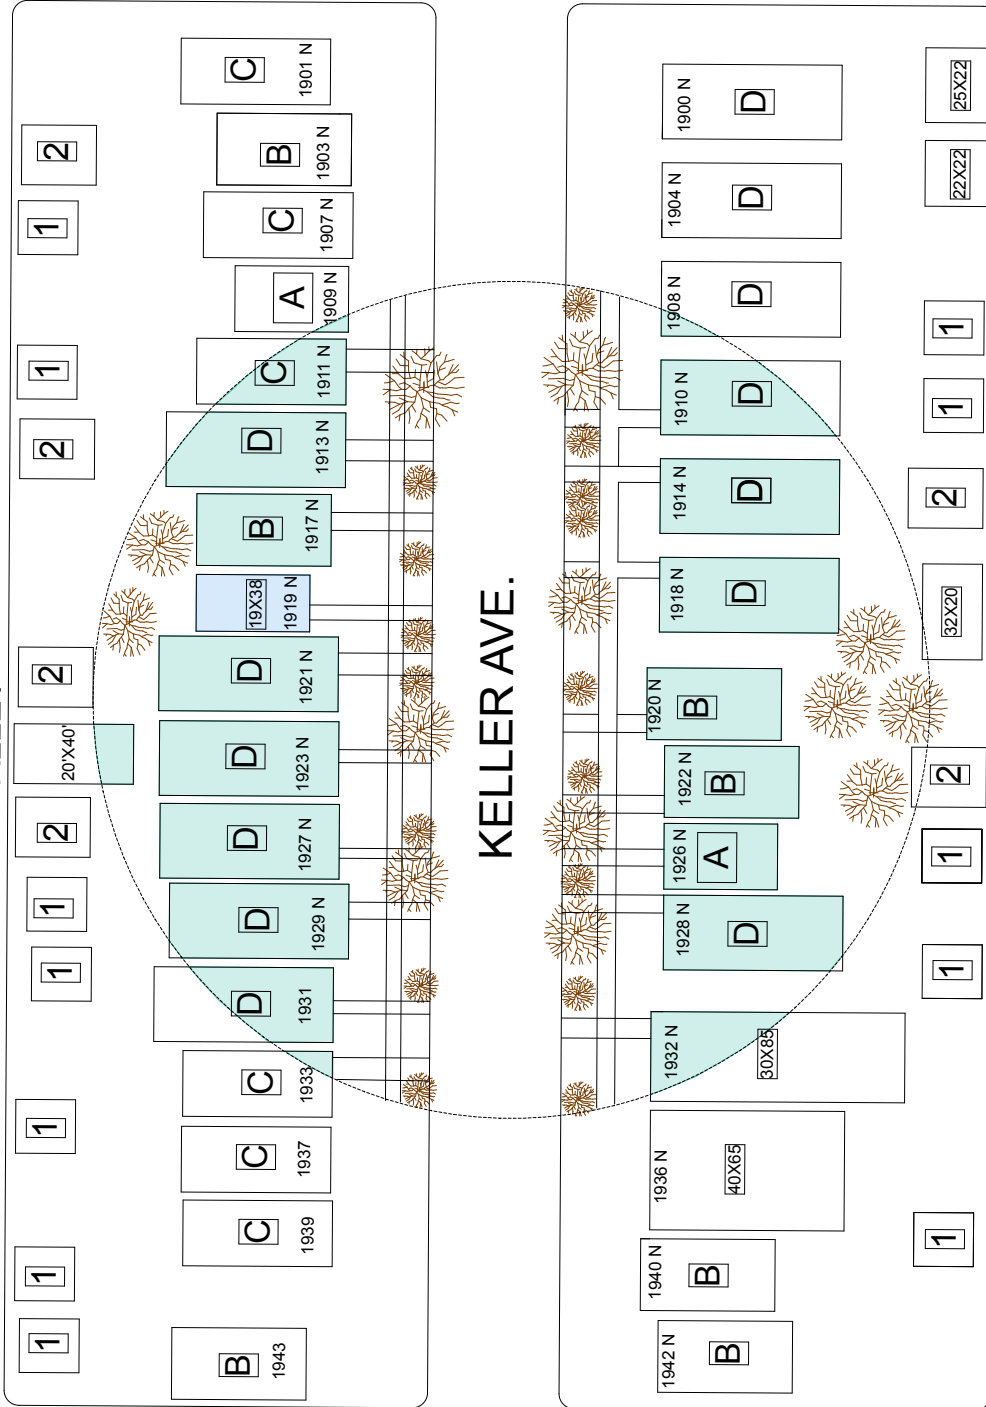 C
1901 N
2
B
1903 N
1
C
1907 N
A
1909 N
1
C
1911 N
2
D
1913 N
B
1917 N
19X38
1919 N
2
D
1921 N
20'X40'
D
1923 N
2
D
1927 N
1
D
1929 N
1
D
1931
C
1933
1
C
1937
C
1939
1
1
B
1943
KELLER AVE.
1900 N
D
25X22
22X22
1904 N
D
1908 N
D
1
1910 N
D
1
1914 N
D
2
1918 N
D
32X20
1920 N
B
1922 N
B
2
1926 N
A
1
1928 N
D
1
1932 N
30X85
1936 N
40X65
1
1940 N
B
1942 N
B